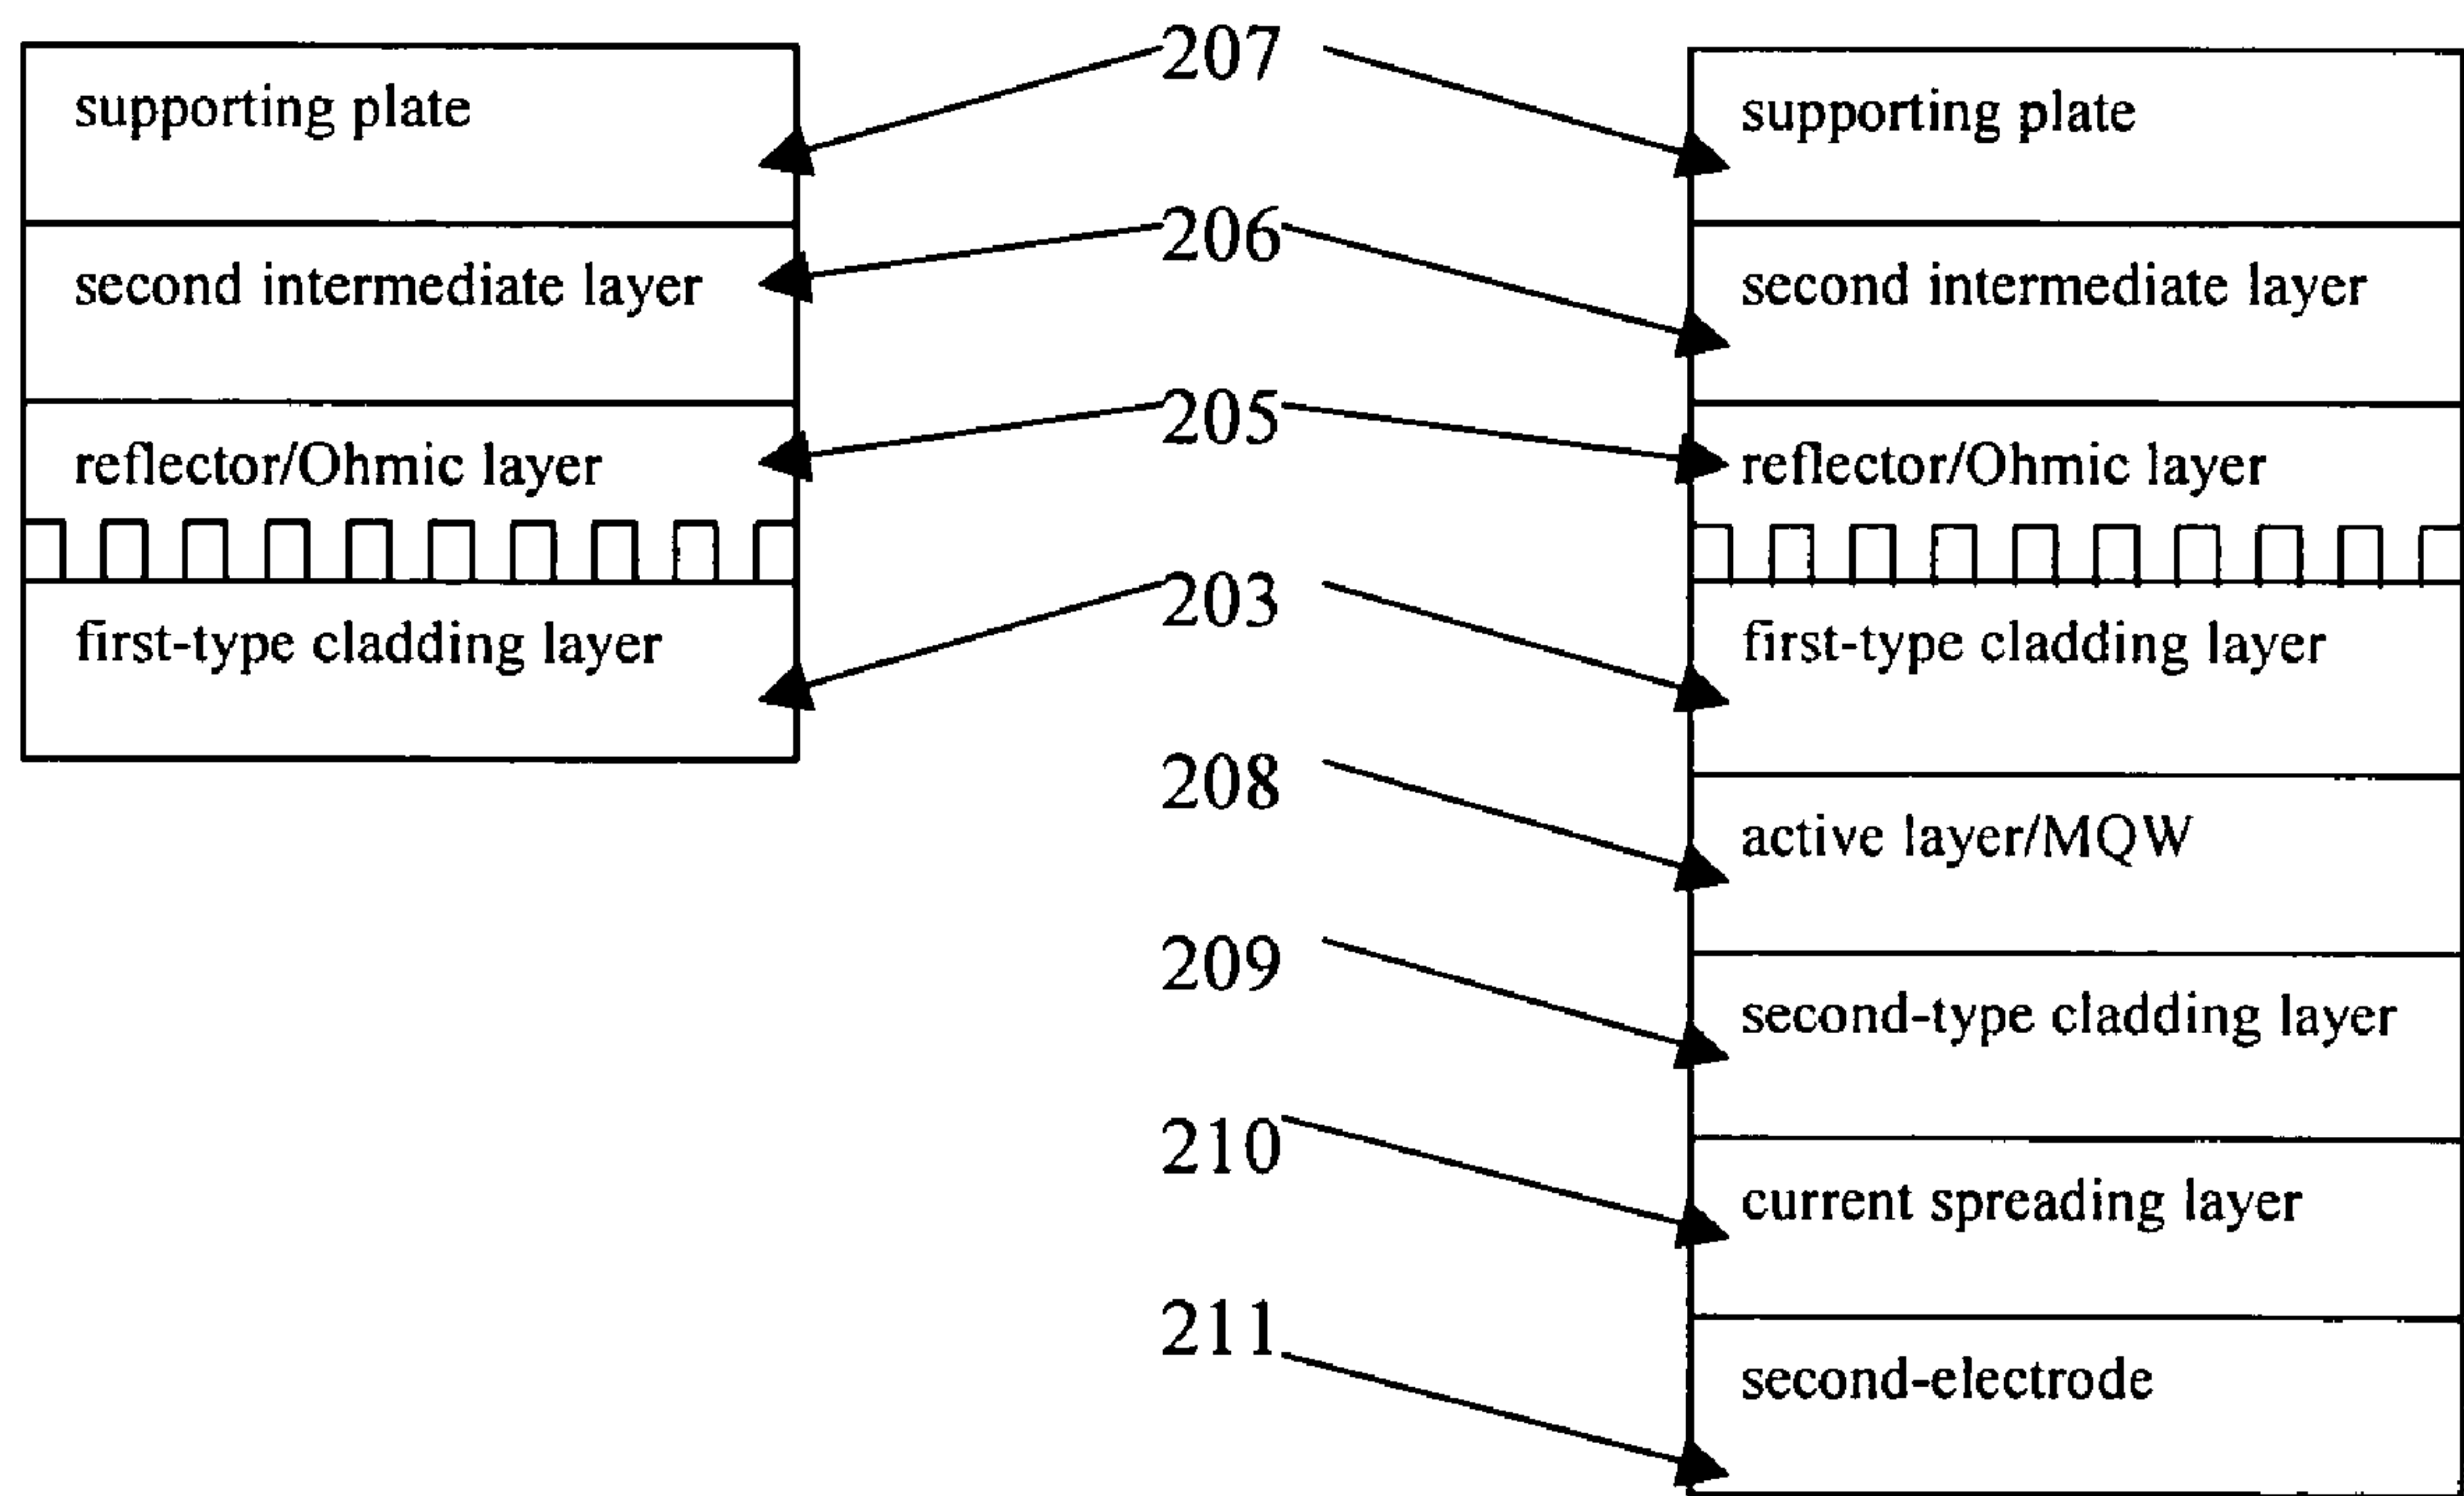 207
supporting plate
supporting plate
206
second intermediate layer
second intermediate layer
205
reflector/Ohmic layer
reflector/Ohmic layer
203
first-type cladding layer
first-type cladding layer
208
active layer/MQW
209
second-type cladding layer
210
current spreading layer
211
second-electrode